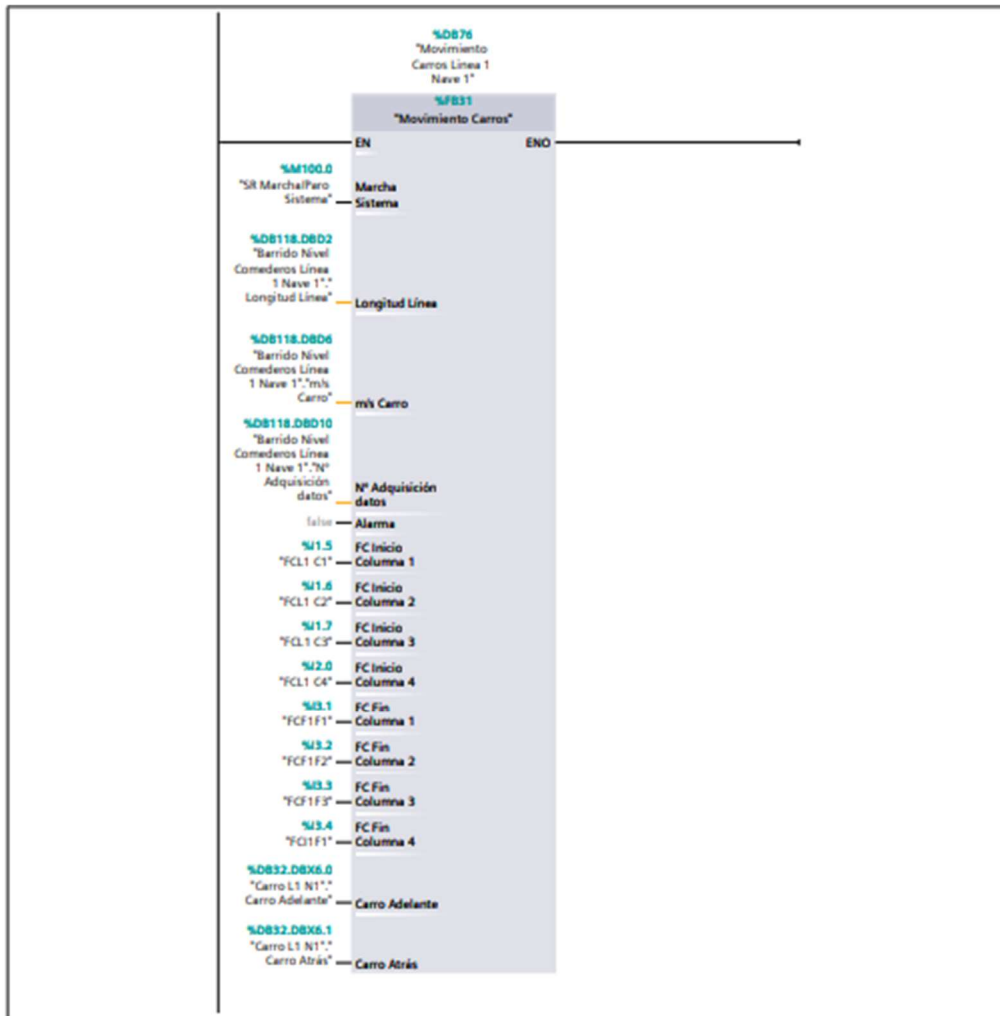 %DB76
"Movimiento
Carros Linea 1
Nave 1"
%FB31
"Movimiento Carros"
EN ENO
%M100.0
"SR Marcha/Paro
Sistema"
Marcha
Sistema
%DB118.DBD2
"Barrido Nivel
Comederos Línea
1 Nave 1"."
Longitud Línea"
Longitud Línea
%DB118.DBD6
"Barrido Nivel
Comederos Línea
1 Nave 1"."m/s
Carro"
m/s Carro
%DB118.DBD10
"Barrido Nivel
Comederos Línea
1 Nave 1"."Nº
Adquisición
datos"
Nº Adquisición
datos
false Alarma
%I1.5
"FCL1 C1"
FC Inicio
Columna 1
%I1.6
"FCL1 C2"
FC Inicio
Columna 2
%I1.7
"FCL1 C3"
FC Inicio
Columna 3
%I2.0
"FCL1 C4"
FC Inicio
Columna 4
%I3.1
"FCF1F1"
FC Fin
Columna 1
%I3.2
"FCF1F2"
FC Fin
Columna 2
%I3.3
"FCF1F3"
FC Fin
Columna 3
%I3.4
"FCI1F1"
FC Fin
Columna 4
%DB32.DBX6.0
"Carro L1 N1"."
Carro Adelante"
Carro Adelante
%DB32.DBX6.1
"Carro L1 N1"."
Carro Atrás"
Carro Atrás